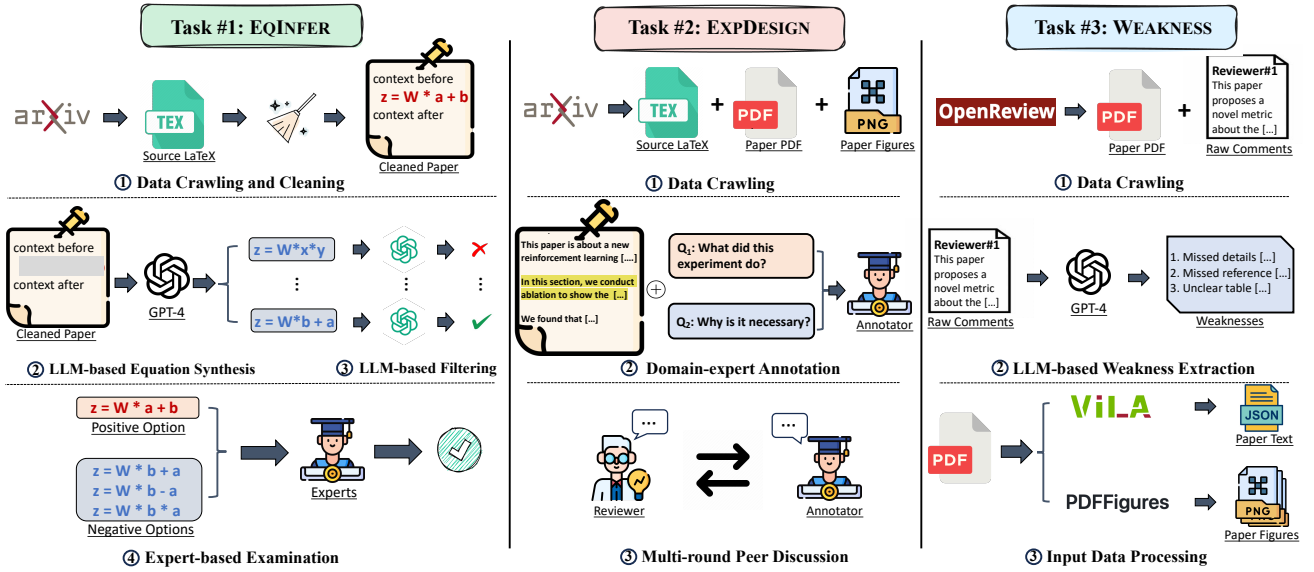 Task #1: EQINFER
arXiv
TEX
Source LaTeX
context before
z = W * a + b
context after
Cleaned Paper
① Data Crawling and Cleaning
context before
context after
Cleaned Paper
GPT-4
z = W*x*y
z = W*b + a
② LLM-based Equation Synthesis
③ LLM-based Filtering
z = W * a + b
Positive Option
z = W * b + a
z = W * b - a
z = W * b * a
Negative Options
Experts
④ Expert-based Examination
Task #2: EXPDESIGN
arXiv
TEX
Source LaTeX
+
PDF
Paper PDF
+
PNG
Paper Figures
① Data Crawling
This paper is about a new
reinforcement learning [....]
In this section, we conduct
ablation to show the [...]
We found that [...]
Q1: What did this
experiment do?
Q2: Why is it necessary?
Annotator
② Domain-expert Annotation
...
...
Reviewer
Annotator
③ Multi-round Peer Discussion
Task #3: WEAKNESS
OpenReview
PDF
Paper PDF
+
Reviewer#1
This paper
proposes a
novel metric
about the [...]
Raw Comments
① Data Crawling
Reviewer#1
This paper
proposes a
novel metric
about the [...]
Raw Comments
GPT-4
1. Missed details [...]
2. Missed reference [...]
3. Unclear table [...]
Weaknesses
② LLM-based Weakness Extraction
PDF
ViLA
JSON
Paper Text
PDFFigures
PNG
Paper Figures
③ Input Data Processing